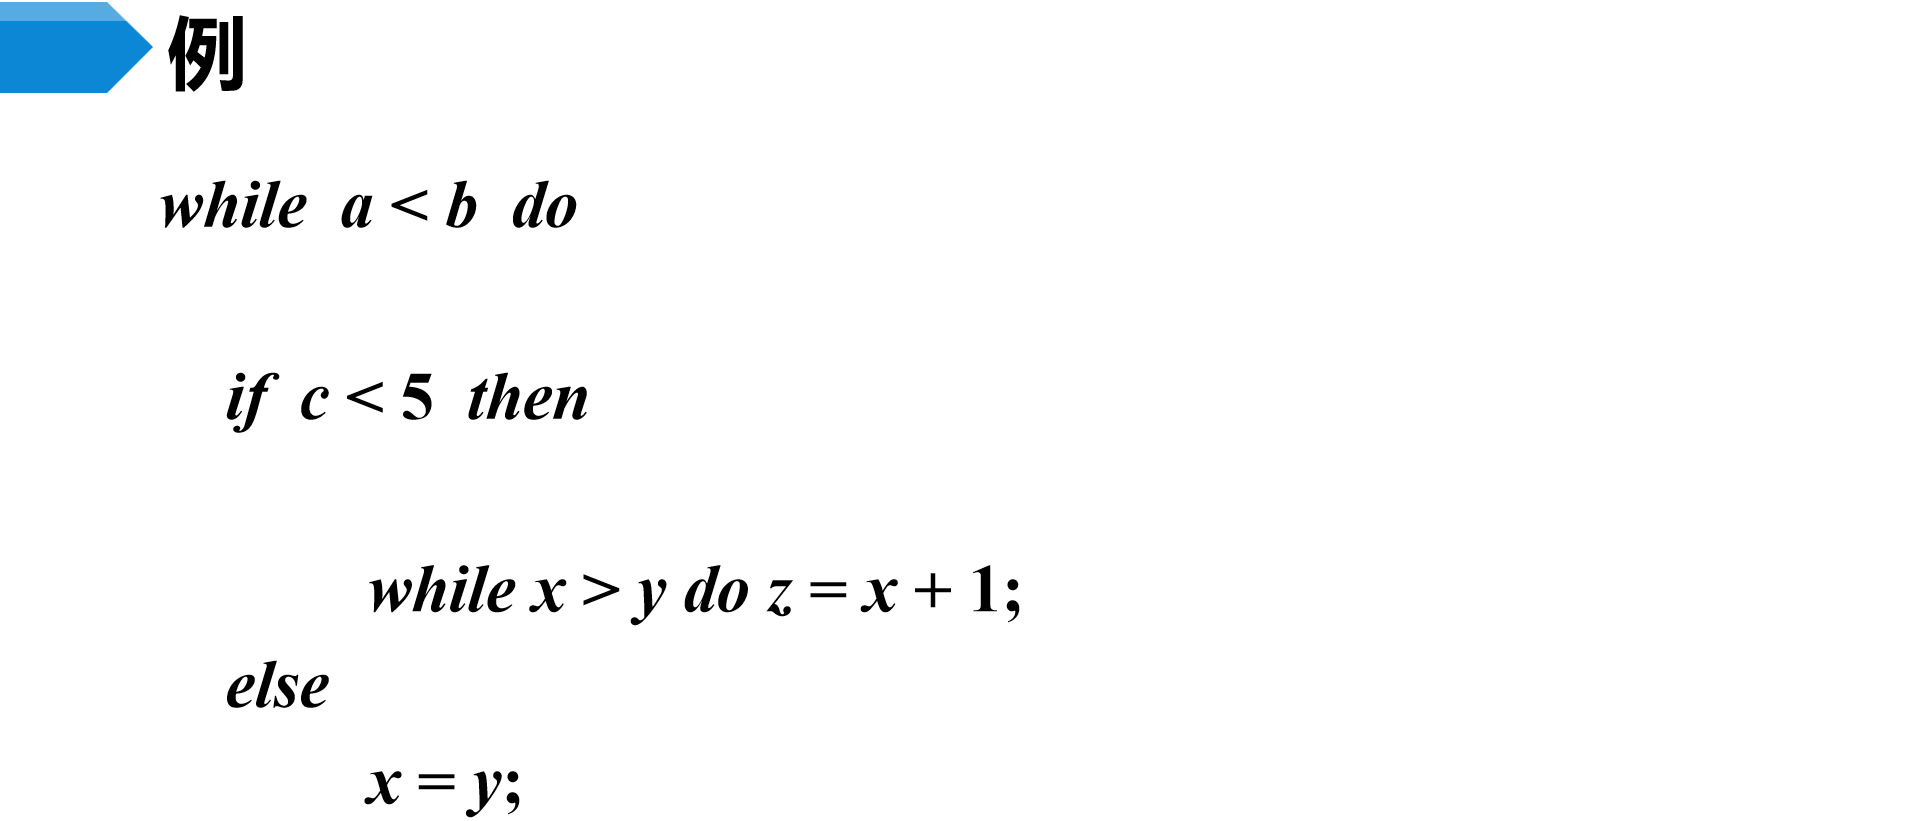 例
while a < b do
if c < 5 then
while x > y do z = x + 1;
else
x = y;